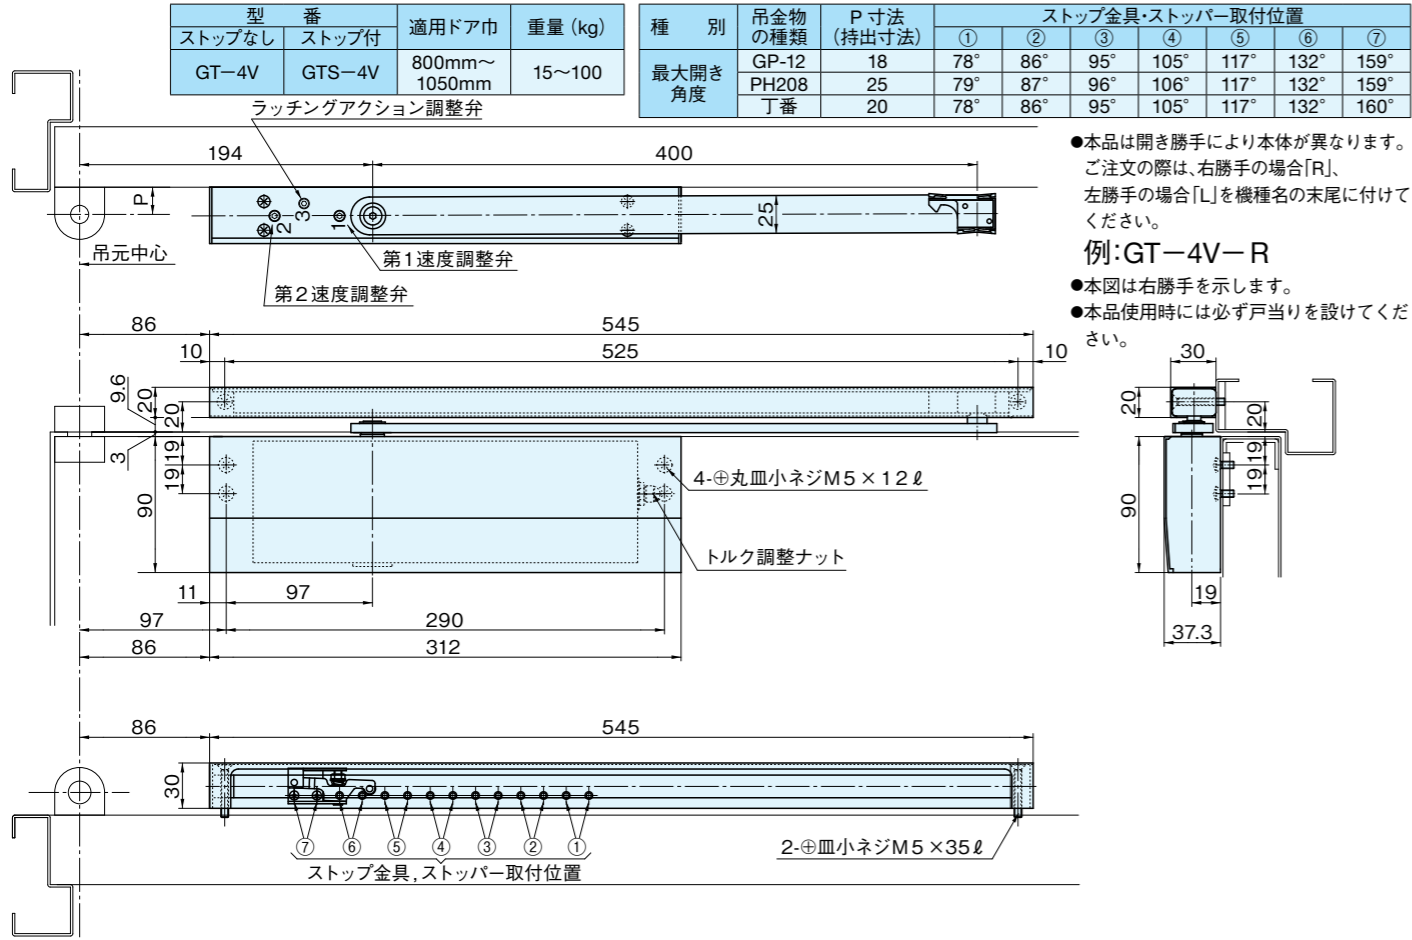 型 番
適用ドア巾
重量 (kg)
ストップなし
ストップ付
GT−4V
GTS−4V
800mm〜
1050mm
15〜100
種 別
吊金物
の種類
P 寸法
(持出寸法)
ストップ金具・ストッパー取付位置
① ② ③ ④ ⑤ ⑥ ⑦
最大開き
角度
GP-12 18 78° 86° 95° 105° 117° 132° 159°
PH208 25 79° 87° 96° 106° 117° 132° 159°
丁番 20 78° 86° 95° 105° 117° 132° 160°
ラッチングアクション調整弁
194
400
P
2
3
1
25
吊元中心
第1速度調整弁
第2速度調整弁
●本品は開き勝手により本体が異なります。
ご注文の際は、右勝手の場合「R」、
左勝手の場合「L」を機種名の末尾に付けて
ください。
例:GT−4V−R
●本図は右勝手を示します。
●本品使用時には必ず戸当りを設けてくだ
さい。
86
545
10
525
10
9.6
20
20
3
19
19
90
4-⊕丸皿小ネジM5×12ℓ
トルク調整ナット
11
97
97
290
86
312
30
20
20
19
19
90
19
37.3
86
545
30
⑦ ⑥ ⑤ ④ ③ ② ①
ストップ金具,ストッパー取付位置
2-⊕皿小ネジM5×35ℓ